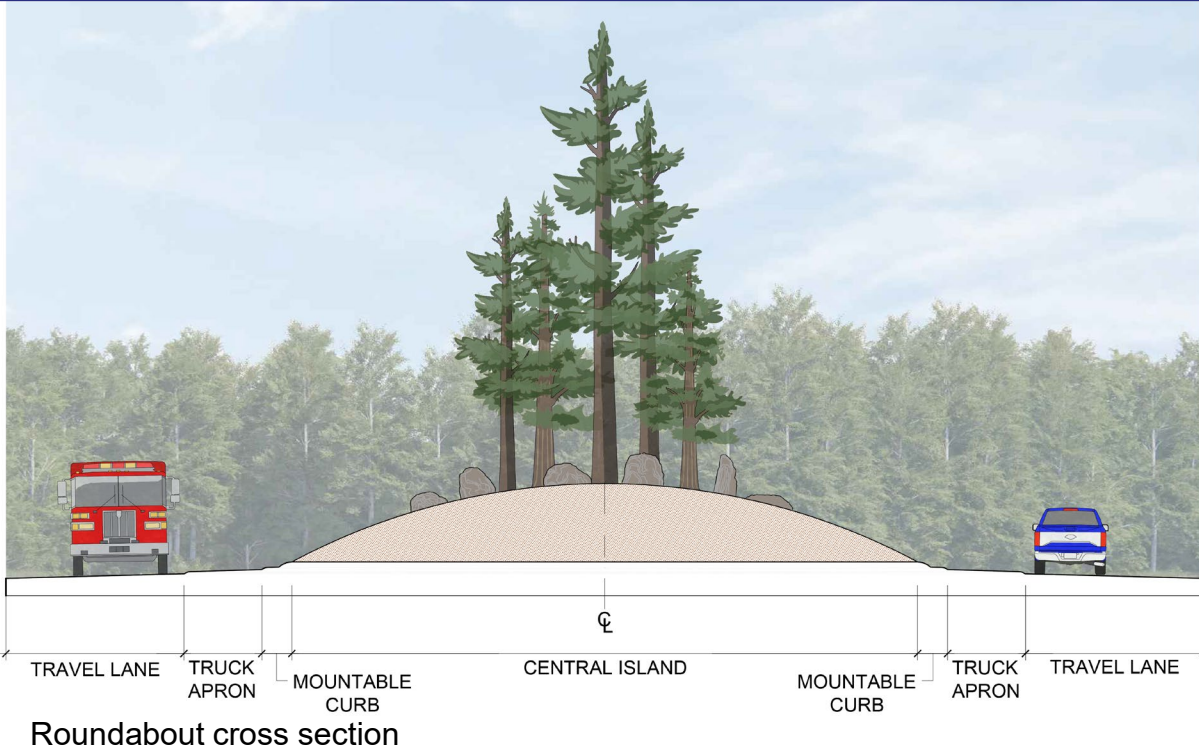 ℄
TRAVEL LANE
TRUCK
APRON
MOUNTABLE
CURB
CENTRAL ISLAND
MOUNTABLE
CURB
TRUCK
APRON
TRAVEL LANE
Roundabout cross section